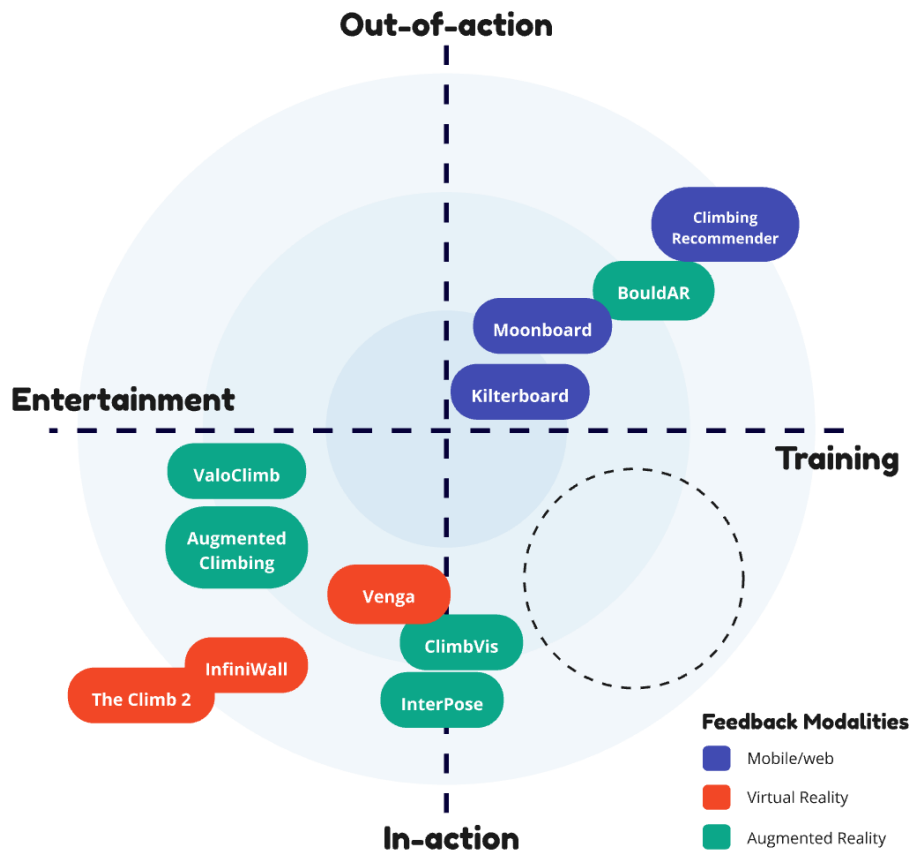 Out-of-action
Climbing
Recommender
BouldAR
Moonboard
Kilterboard
Entertainment
Training
ValoClimb
Augmented
Climbing
Venga
ClimbVis
InfiniWall
The Climb 2
InterPose
Feedback Modalities
Mobile/web
Virtual Reality
Augmented Reality
In-action